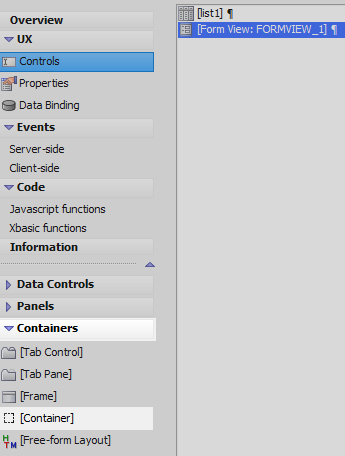 Overview
UX
Controls
Properties
Data Binding
Events
Server-side
Client-side
Code
Javascript functions
Xbasic functions
Information
Data Controls
Panels
Containers
[Tab Control]
[Tab Pane]
[Frame]
[Container]
HTM [Free-form Layout]
[list1] ¶
[Form View: FORMVIEW_1] ¶